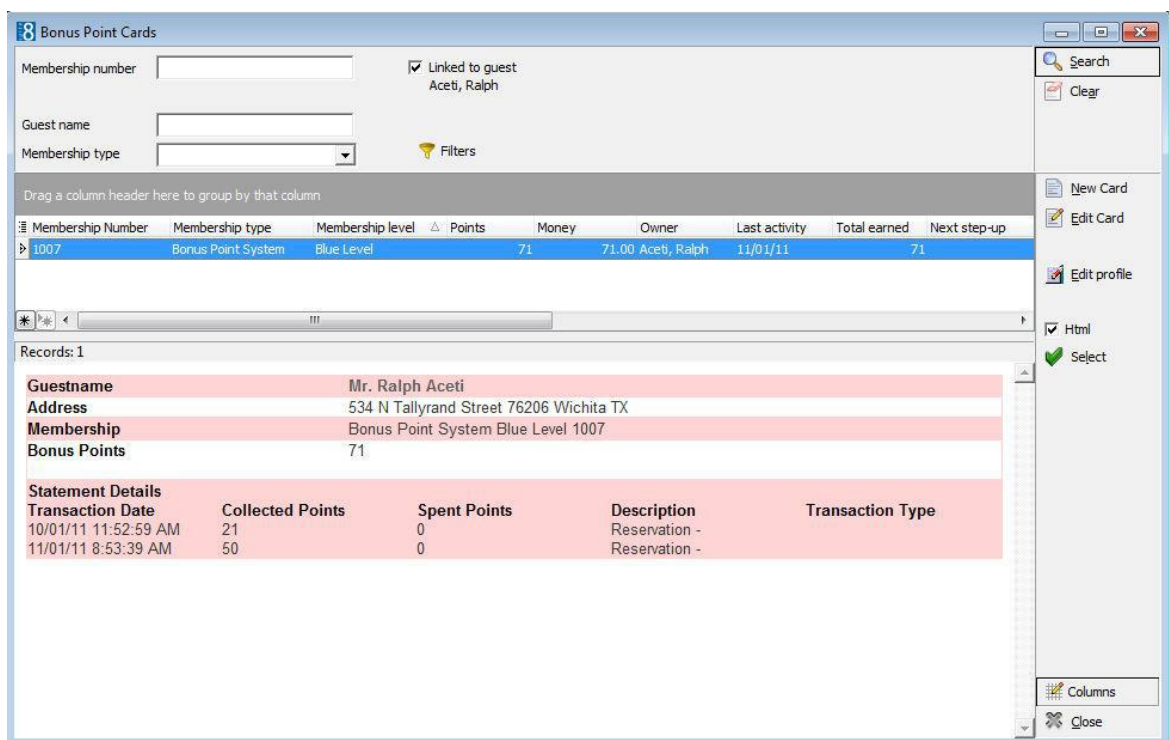 8 Bonus Point Cards
Membership number
Linked to guest
Aceti, Ralph
Search
Clear
Guest name
Membership type
Filters
Drag a column header here to group by that column
New Card
Membership Number Membership type Membership level Points Money Owner Last activity Total earned Next step-up
Edit Card
1007 Bonus Point System Blue Level 71 71.00 Aceti, Ralph 11/01/11 71
Edit profile
Html
Records: 1
Select
Guestname Mr. Ralph Aceti
Address 534 N Tallyrand Street 76206 Wichita TX
Membership Bonus Point System Blue Level 1007
Bonus Points 71
Statement Details
Transaction Date Collected Points Spent Points Description Transaction Type
10/01/11 11:52:59 AM 21 0 Reservation -
11/01/11 8:53:39 AM 50 0 Reservation -
Columns
Close